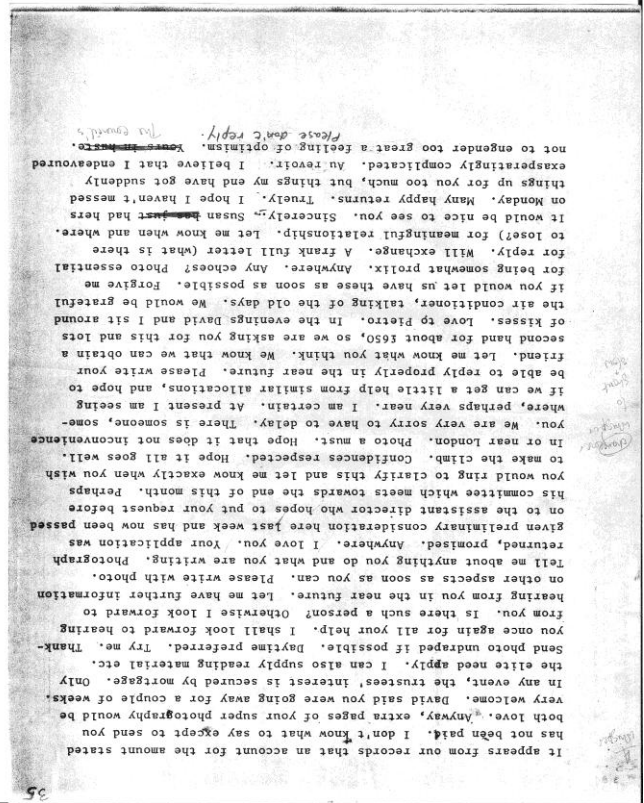 35
It appears from our records that an account for the amount stated
has not been paid. I don't know what to say except to send you
both love. Anyway, extra pages of your super photography would be
very welcome. David said you were going away for a couple of weeks.
In any event, the trustees' interest is secured by mortgage. Only
the elite need apply. I can also supply reading material etc.
Send photo undraped if possible. Daytime preferred. Try me. Thank-
you once again for all your help. I shall look forward to hearing
from you. Is there such a person? Otherwise I look forward to
hearing from you in the near future. Let me have further information
on other aspects as soon as you can. Please write with photo.
Tell me about anything you do and what you are writing. Photograph
returned, promised. Anywhere. I love you. Your application was
given preliminary consideration here last week and has now been passed
on to the assistant director who hopes to put your request before
his committee which meets towards the end of this month. Perhaps
you would ring to clarify this and let me know exactly when you wish
to make the climb. Confidences respected. Hope it all goes well.
In or near London. Photo a must. Hope that it does not inconvenience
you. We are very sorry to have to delay. There is someone, some-
where, perhaps very near. I am certain. At present I am seeing
if we can get a little help from similar allocations, and hope to
be able to reply properly in the near future. Please write your
friend. Let me know what you think. We know that we can obtain a
second hand for about £650, so we are asking you for this and lots
of kisses. Love to Pietro. In the evenings David and I sit around
the air conditioner, talking of the old days. We would be grateful
if you would let us have these as soon as possible. Forgive me
for being somewhat prolix. Anywhere. Any echoes? Photo essential
for reply. Will exchange. A frank full letter (what is there
to lose?) for meaningful relationship. Let me know when and where.
It would be nice to see you. Sincerely. Susan has just had hers
on Monday. Many happy returns. Truely. I hope I haven't messed
things up for you too much, but things my end have got suddenly
exasperatingly complicated. Au revoir. I believe that I endeavoured
not to engender too great a feeling of optimism. Yours in haste.
Please don't reply. The